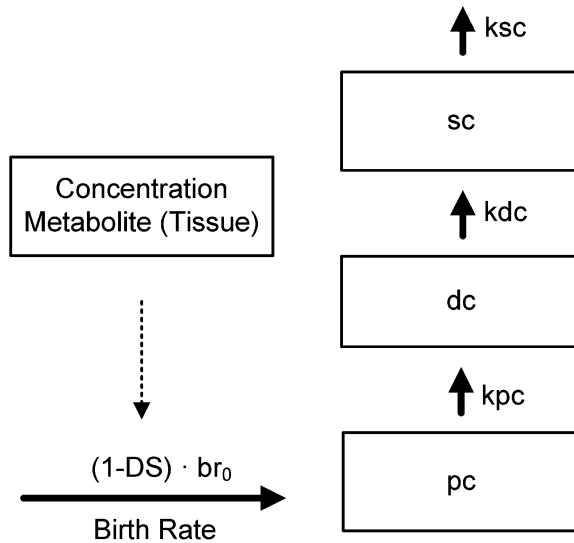 ksc
sc
Concentration
Metabolite (Tissue)
kdc
dc
kpc
(1-DS) · br₀
pc
Birth Rate